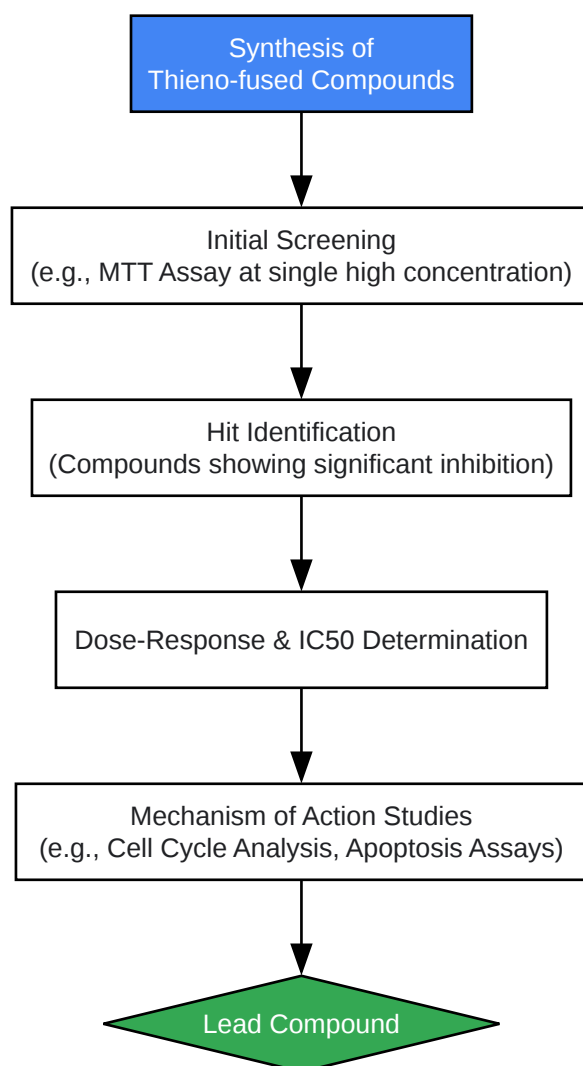 Synthesis of
Thieno-fused Compounds
Initial Screening
(e.g., MTT Assay at single high concentration)
Hit Identification
(Compounds showing significant inhibition)
Dose-Response & IC50 Determination
Mechanism of Action Studies
(e.g., Cell Cycle Analysis, Apoptosis Assays)
Lead Compound